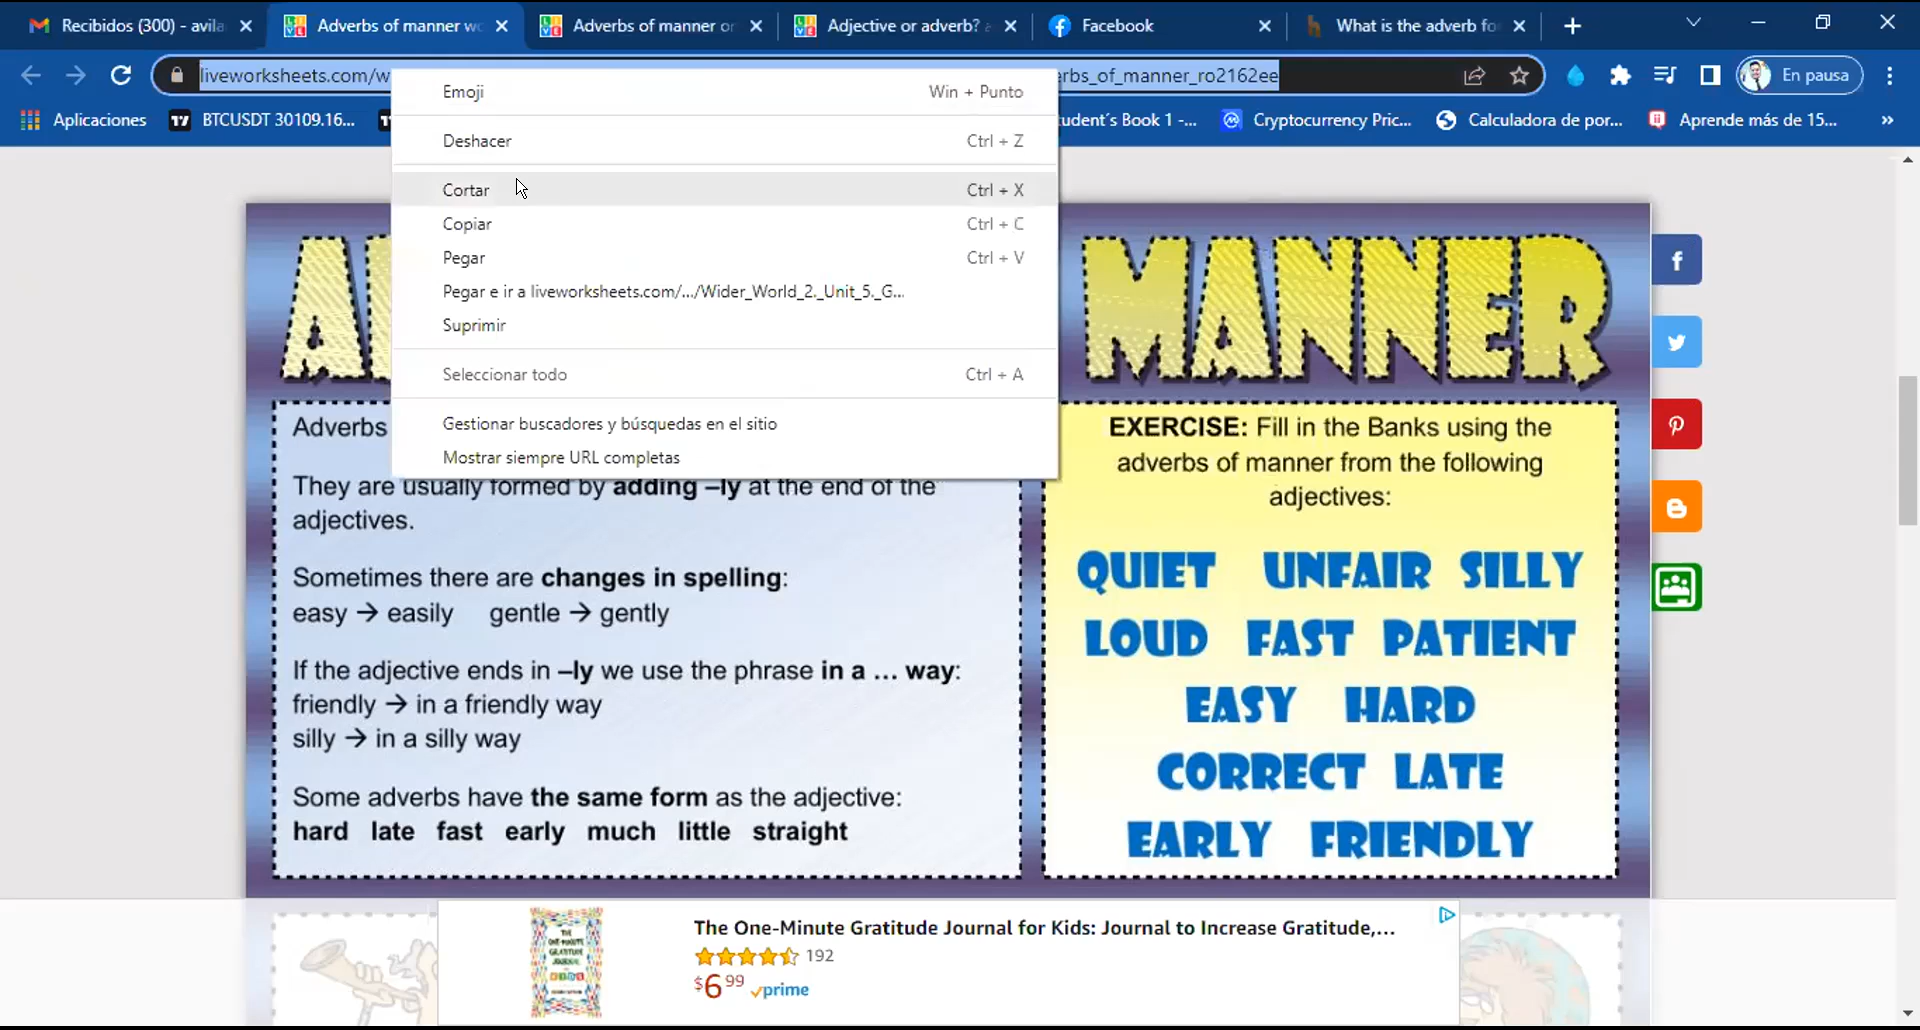 Recibidos (300) - avila
Adverbs of manner wo
Adverbs of manner or
Adjective or adverb? a
Facebook
What is the adverb fo
liveworksheets.com/w
erbs_of_manner_ro2162ee
En pausa
Aplicaciones
BTCUSDT 30109.16...
tudent´s Book 1 -...
Cryptocurrency Pric...
Calculadora de por...
Aprende más de 15...
»
Emoji Win + Punto
Deshacer Ctrl + Z
Cortar Ctrl + X
Copiar Ctrl + C
Pegar Ctrl + V
Pegar e ir a liveworksheets.com/.../Wider_World_2._Unit_5._G...
Suprimir
Seleccionar todo Ctrl + A
Gestionar buscadores y búsquedas en el sitio
Mostrar siempre URL completas
MANNER
Adverbs
They are usually formed by adding –ly at the end of the
adjectives.
Sometimes there are changes in spelling:
easy → easily gentle → gently
If the adjective ends in –ly we use the phrase in a ... way:
friendly → in a friendly way
silly → in a silly way
Some adverbs have the same form as the adjective:
hard late fast early much little straight
EXERCISE: Fill in the Banks using the
adverbs of manner from the following
adjectives:
QUIET UNFAIR SILLY
LOUD FAST PATIENT
EASY HARD
CORRECT LATE
EARLY FRIENDLY
The One-Minute Gratitude Journal for Kids: Journal to Increase Gratitude,...
192
$6 99 prime